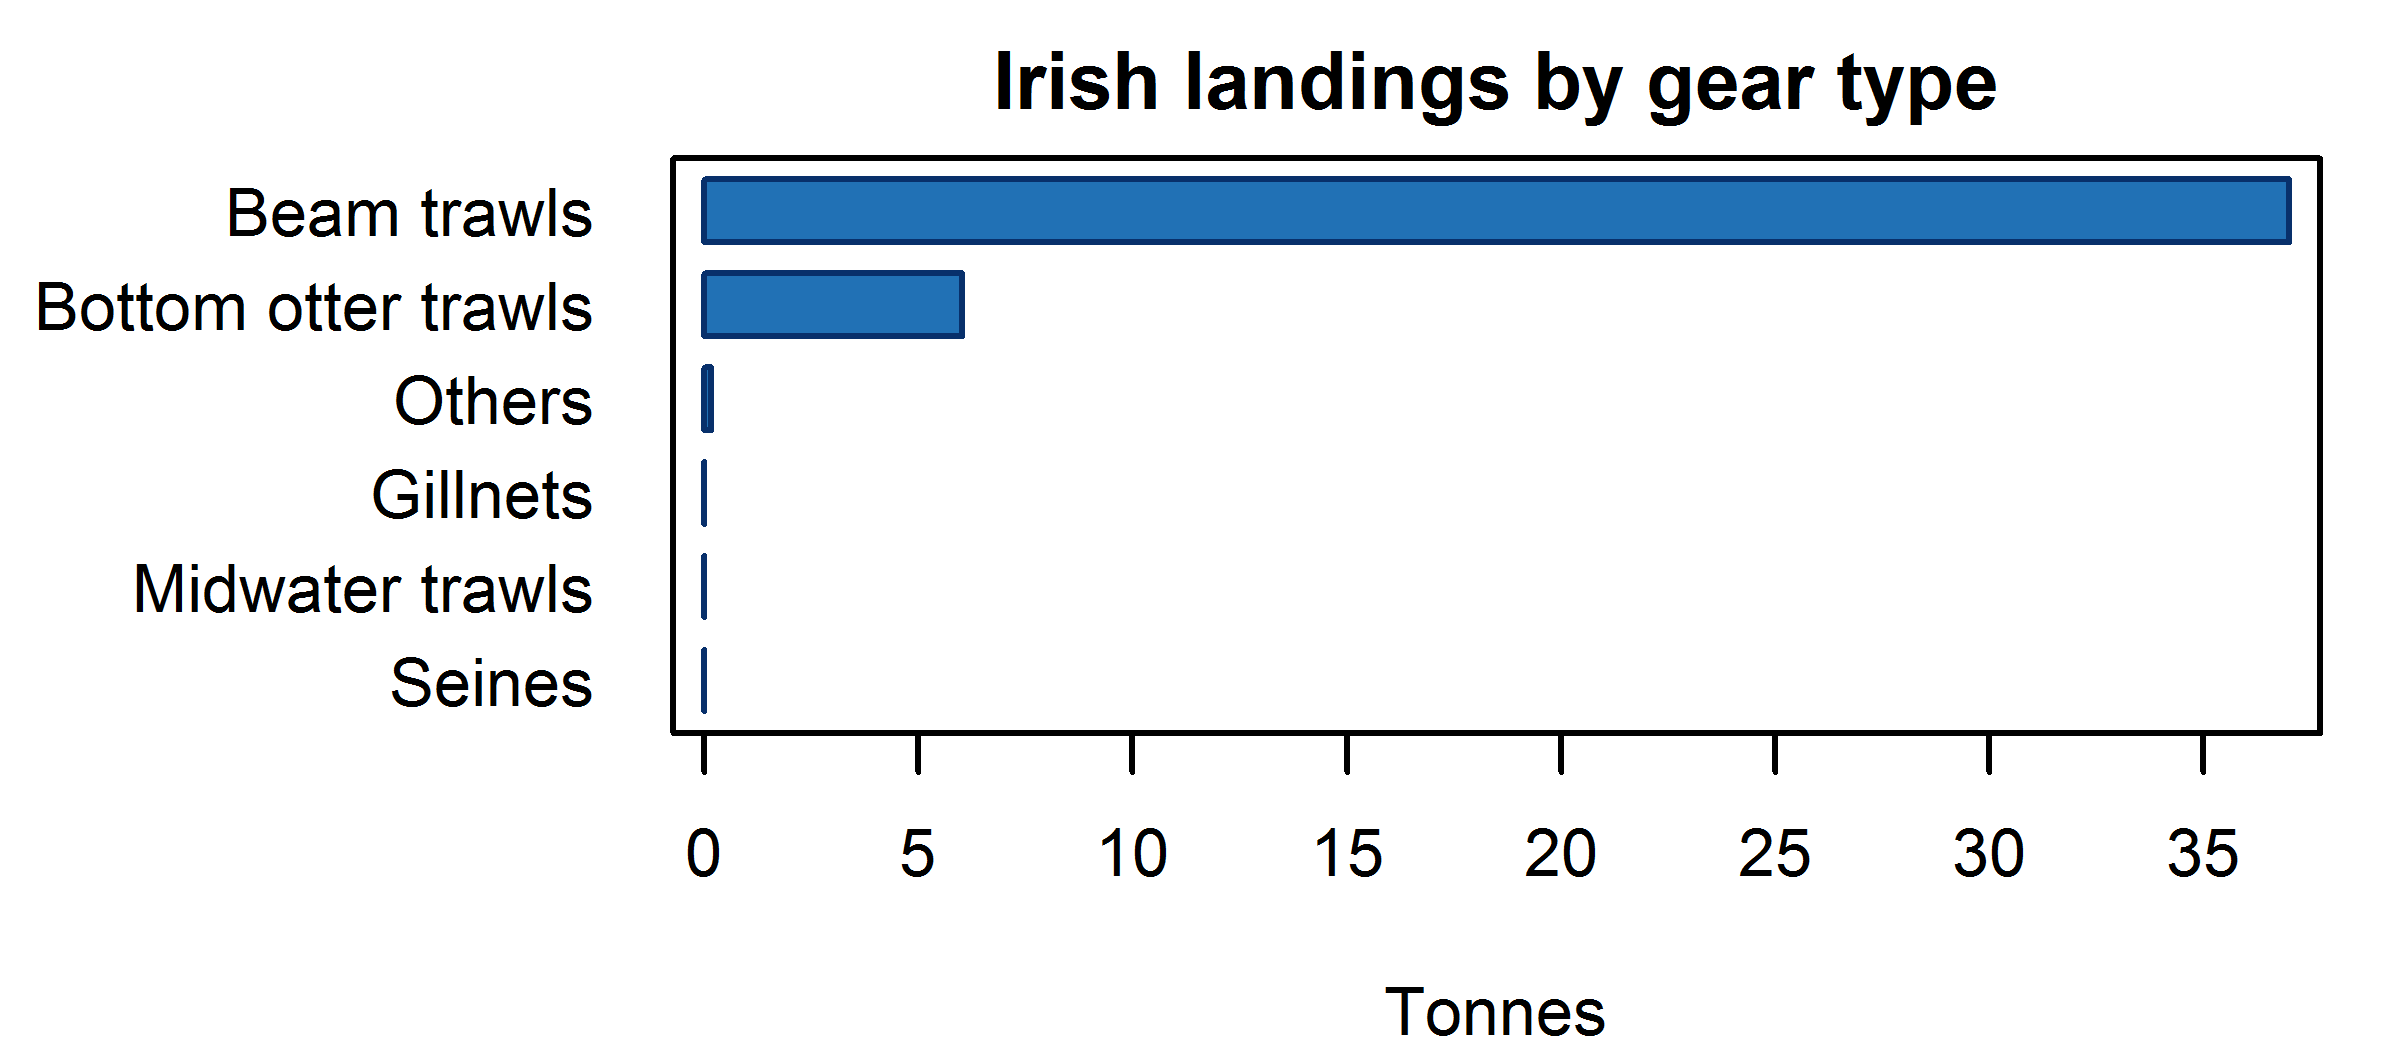 Irish landings by gear type
Beam trawls
Bottom otter trawls
Others
Gillnets
Midwater trawls
Seines
0 5 10 15 20 25 30 35
Tonnes